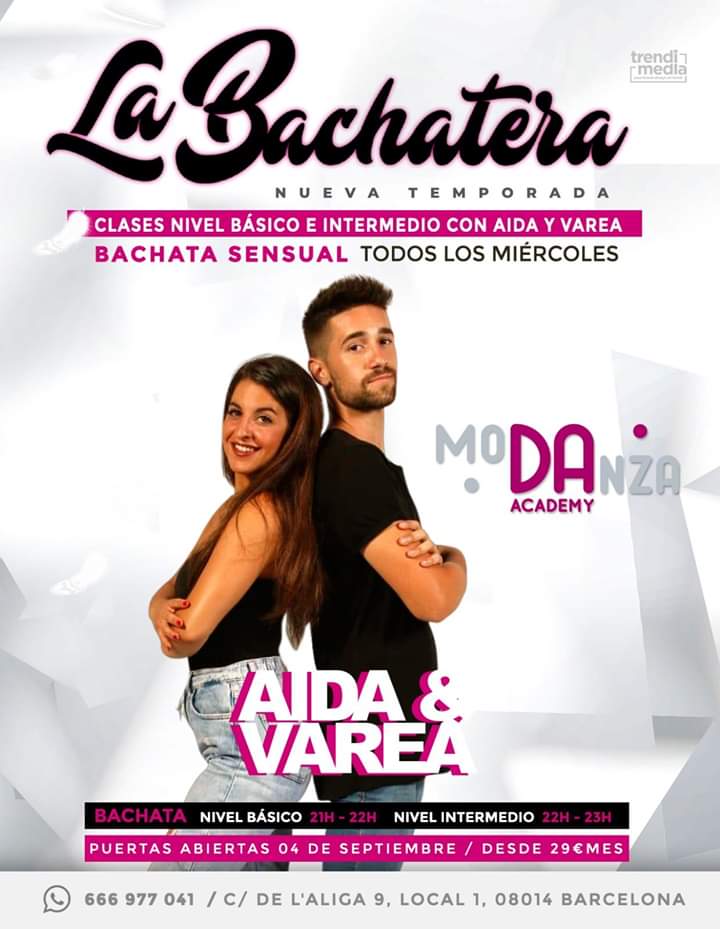 trendi
media
La Bachatera
NUEVA TEMPORADA
CLASES NIVEL BÁSICO E INTERMEDIO CON AIDA Y VAREA
BACHATA SENSUAL TODOS LOS MIÉRCOLES
MODANZA
ACADEMY
AIDA &
VAREA
BACHATA NIVEL BÁSICO 21H - 22H NIVEL INTERMEDIO 22H - 23H
PUERTAS ABIERTAS 04 DE SEPTIEMBRE / DESDE 29€MES
666 977 041 / C/ DE L'ALIGA 9, LOCAL 1, 08014 BARCELONA